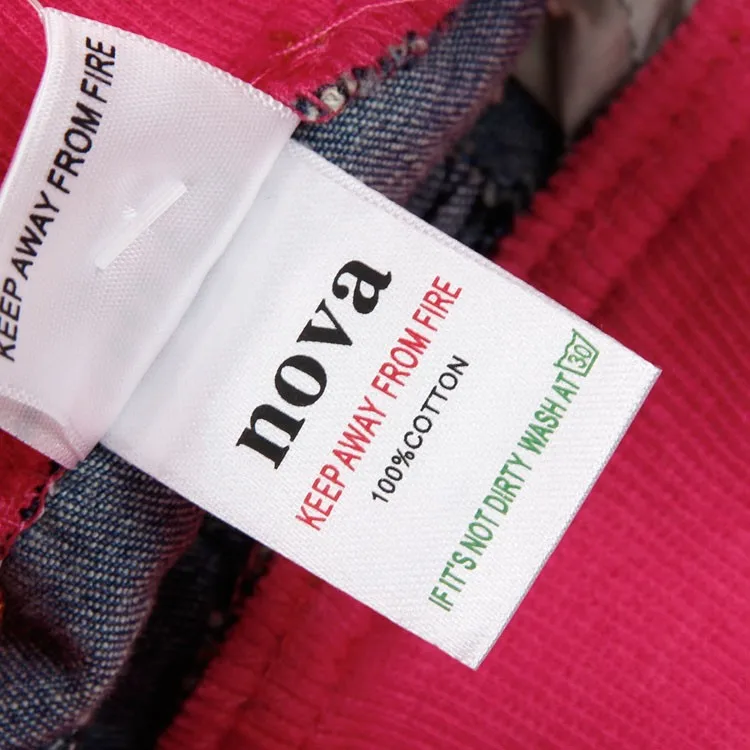 KEEP AWAY FROM FIRE
nova
KEEP AWAY FROM FIRE
100%COTTON
IF IT'S NOT DIRTY WASH AT 30